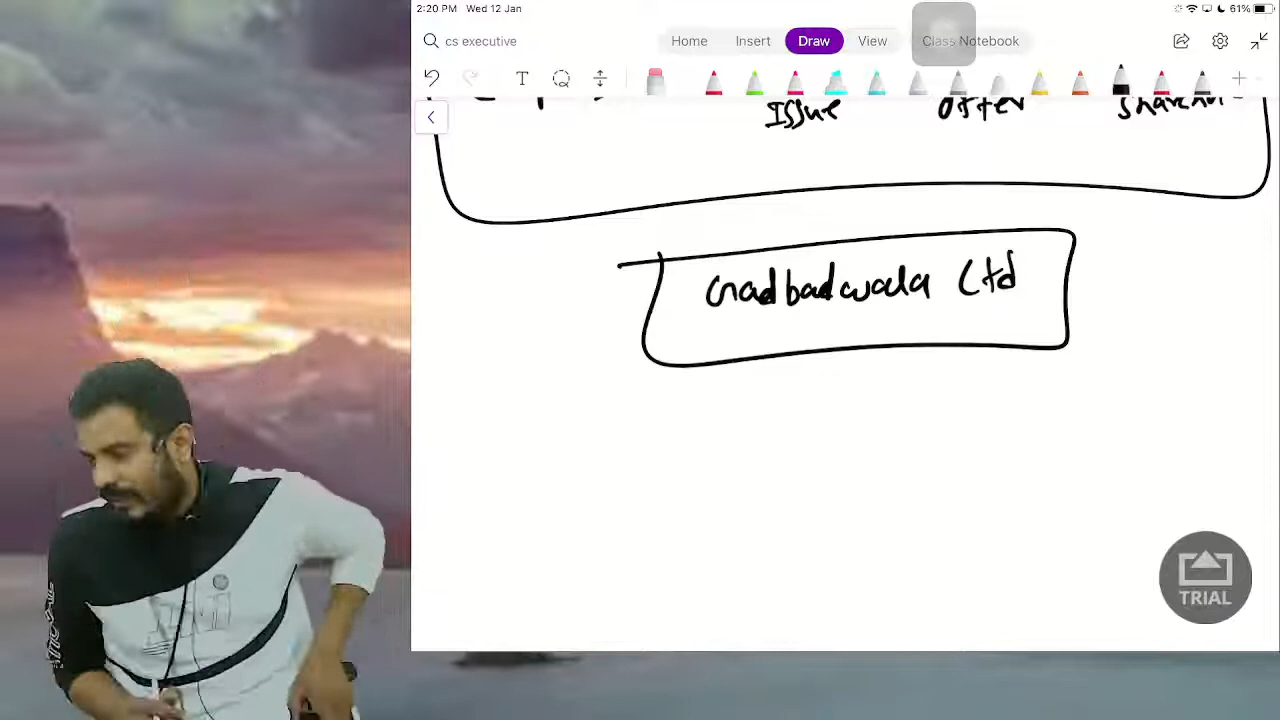 2:20 PM Wed 12 Jan 61%
cs executive Home Insert Draw View Class Notebook
T
Issue offer
Gadbadwala Ltd
TRIAL